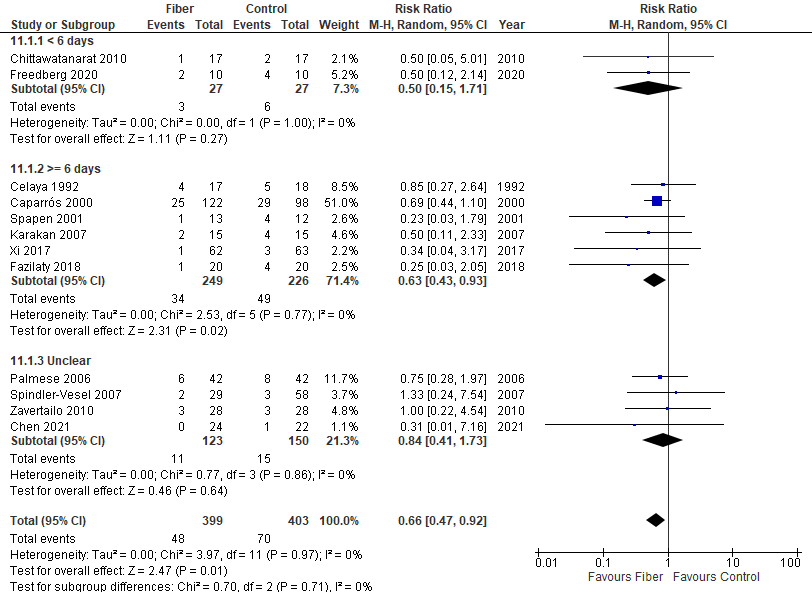 Fiber Control Risk Ratio Risk Ratio
Study or Subgroup Events Total Events Total Weight M-H, Random, 95% CI Year M-H, Random, 95% CI
11.1.1 < 6 days
Chittawatanarat 2010 1 17 2 17 2.1% 0.50 [0.05, 5.01] 2010
Freedberg 2020 2 10 4 10 5.2% 0.50 [0.12, 2.14] 2020
Subtotal (95% CI) 27 27 7.3% 0.50 [0.15, 1.71]
Total events 3 6
Heterogeneity: Tau² = 0.00; Chi² = 0.00, df = 1 (P = 1.00); I² = 0%
Test for overall effect: Z = 1.11 (P = 0.27)
11.1.2 >= 6 days
Celaya 1992 4 17 5 18 8.5% 0.85 [0.27, 2.64] 1992
Caparrós 2000 25 122 29 98 51.0% 0.69 [0.44, 1.10] 2000
Spapen 2001 1 13 4 12 2.9% 0.23 [0.03, 1.79] 2001
Karakan 2007 2 15 4 15 5.0% 0.50 [0.11, 2.33] 2007
Xi 2017 1 62 3 63 2.2% 0.34 [0.04, 3.17] 2017
Fazilaty 2018 1 20 4 20 2.5% 0.25 [0.03, 2.05] 2018
Subtotal (95% CI) 249 226 71.4% 0.63 [0.43, 0.93]
Total events 34 49
Heterogeneity: Tau² = 0.00; Chi² = 2.53, df = 5 (P = 0.77); I² = 0%
Test for overall effect: Z = 2.31 (P = 0.02)
11.1.3 Unclear
Palmese 2006 6 42 8 42 11.7% 0.75 [0.28, 1.97] 2006
Spindler-Vesel 2007 2 29 3 58 3.1% 1.33 [0.24, 7.54] 2007
Zavertailo 2010 3 28 3 28 4.8% 1.00 [0.22, 4.54] 2010
Chen 2021 0 24 1 22 1.1% 0.31 [0.01, 7.16] 2021
Subtotal (95% CI) 123 150 21.3% 0.84 [0.41, 1.73]
Total events 11 15
Heterogeneity: Tau² = 0.00; Chi² = 0.77, df = 3 (P = 0.86); I² = 0%
Test for overall effect: Z = 0.46 (P = 0.64)
Total (95% CI) 399 403 100.0% 0.66 [0.47, 0.92]
Total events 48 70
Heterogeneity: Tau² = 0.00; Chi² = 3.97, df = 11 (P = 0.97); I² = 0%
Test for overall effect: Z = 2.47 (P = 0.01)
Test for subgroup differences: Chi² = 0.70, df = 2 (P = 0.71), I² = 0%
0.01 0.1 1 10 100
Favours Fiber Favours Control